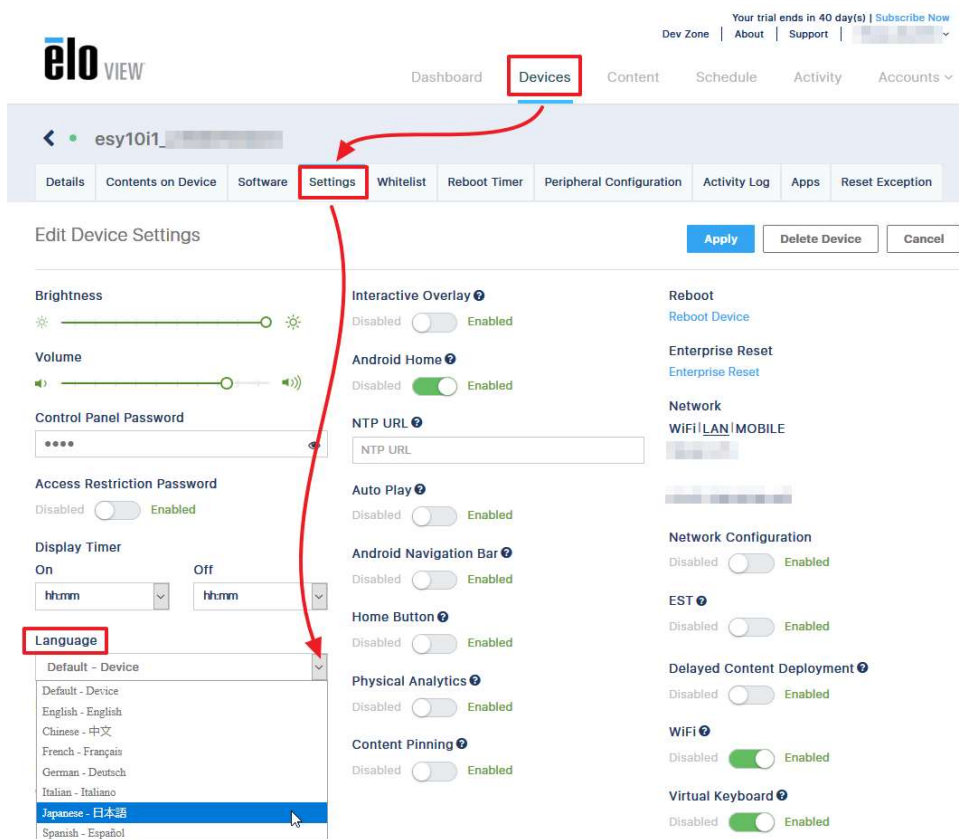 Your trial ends in 40 day(s) | Subscribe Now
Dev Zone | About | Support |
ēlo VIEW
Dashboard Devices Content Schedule Activity Accounts
esy10i1_
Details Contents on Device Software Settings Whitelist Reboot Timer Peripheral Configuration Activity Log Apps Reset Exception
Edit Device Settings
Apply Delete Device Cancel
Brightness
Volume
Control Panel Password
Access Restriction Password
Disabled Enabled
Display Timer
On Off
hh:mm hh:mm
Language
Default - Device
Default - Device
English - English
Chinese - 中文
French - Français
German - Deutsch
Italian - Italiano
Japanese - 日本語
Spanish - Español
Interactive Overlay
Disabled Enabled
Android Home
Disabled Enabled
NTP URL
NTP URL
Auto Play
Disabled Enabled
Android Navigation Bar
Disabled Enabled
Home Button
Disabled Enabled
Physical Analytics
Disabled Enabled
Content Pinning
Disabled Enabled
Reboot
Reboot Device
Enterprise Reset
Enterprise Reset
Network
WiFi|LAN|MOBILE
Network Configuration
Disabled Enabled
EST
Disabled Enabled
Delayed Content Deployment
Disabled Enabled
WiFi
Disabled Enabled
Virtual Keyboard
Disabled Enabled